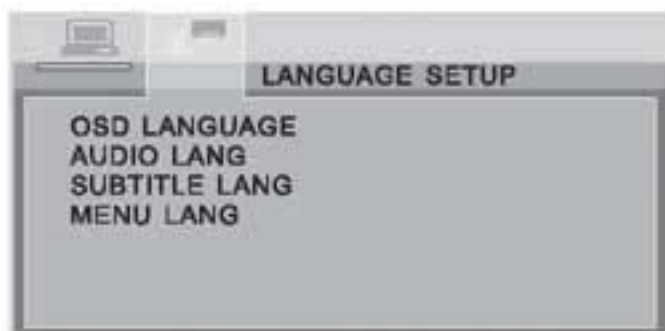 LANGUAGE SETUP
OSD LANGUAGE
AUDIO LANG
SUBTITLE LANG
MENU LANG